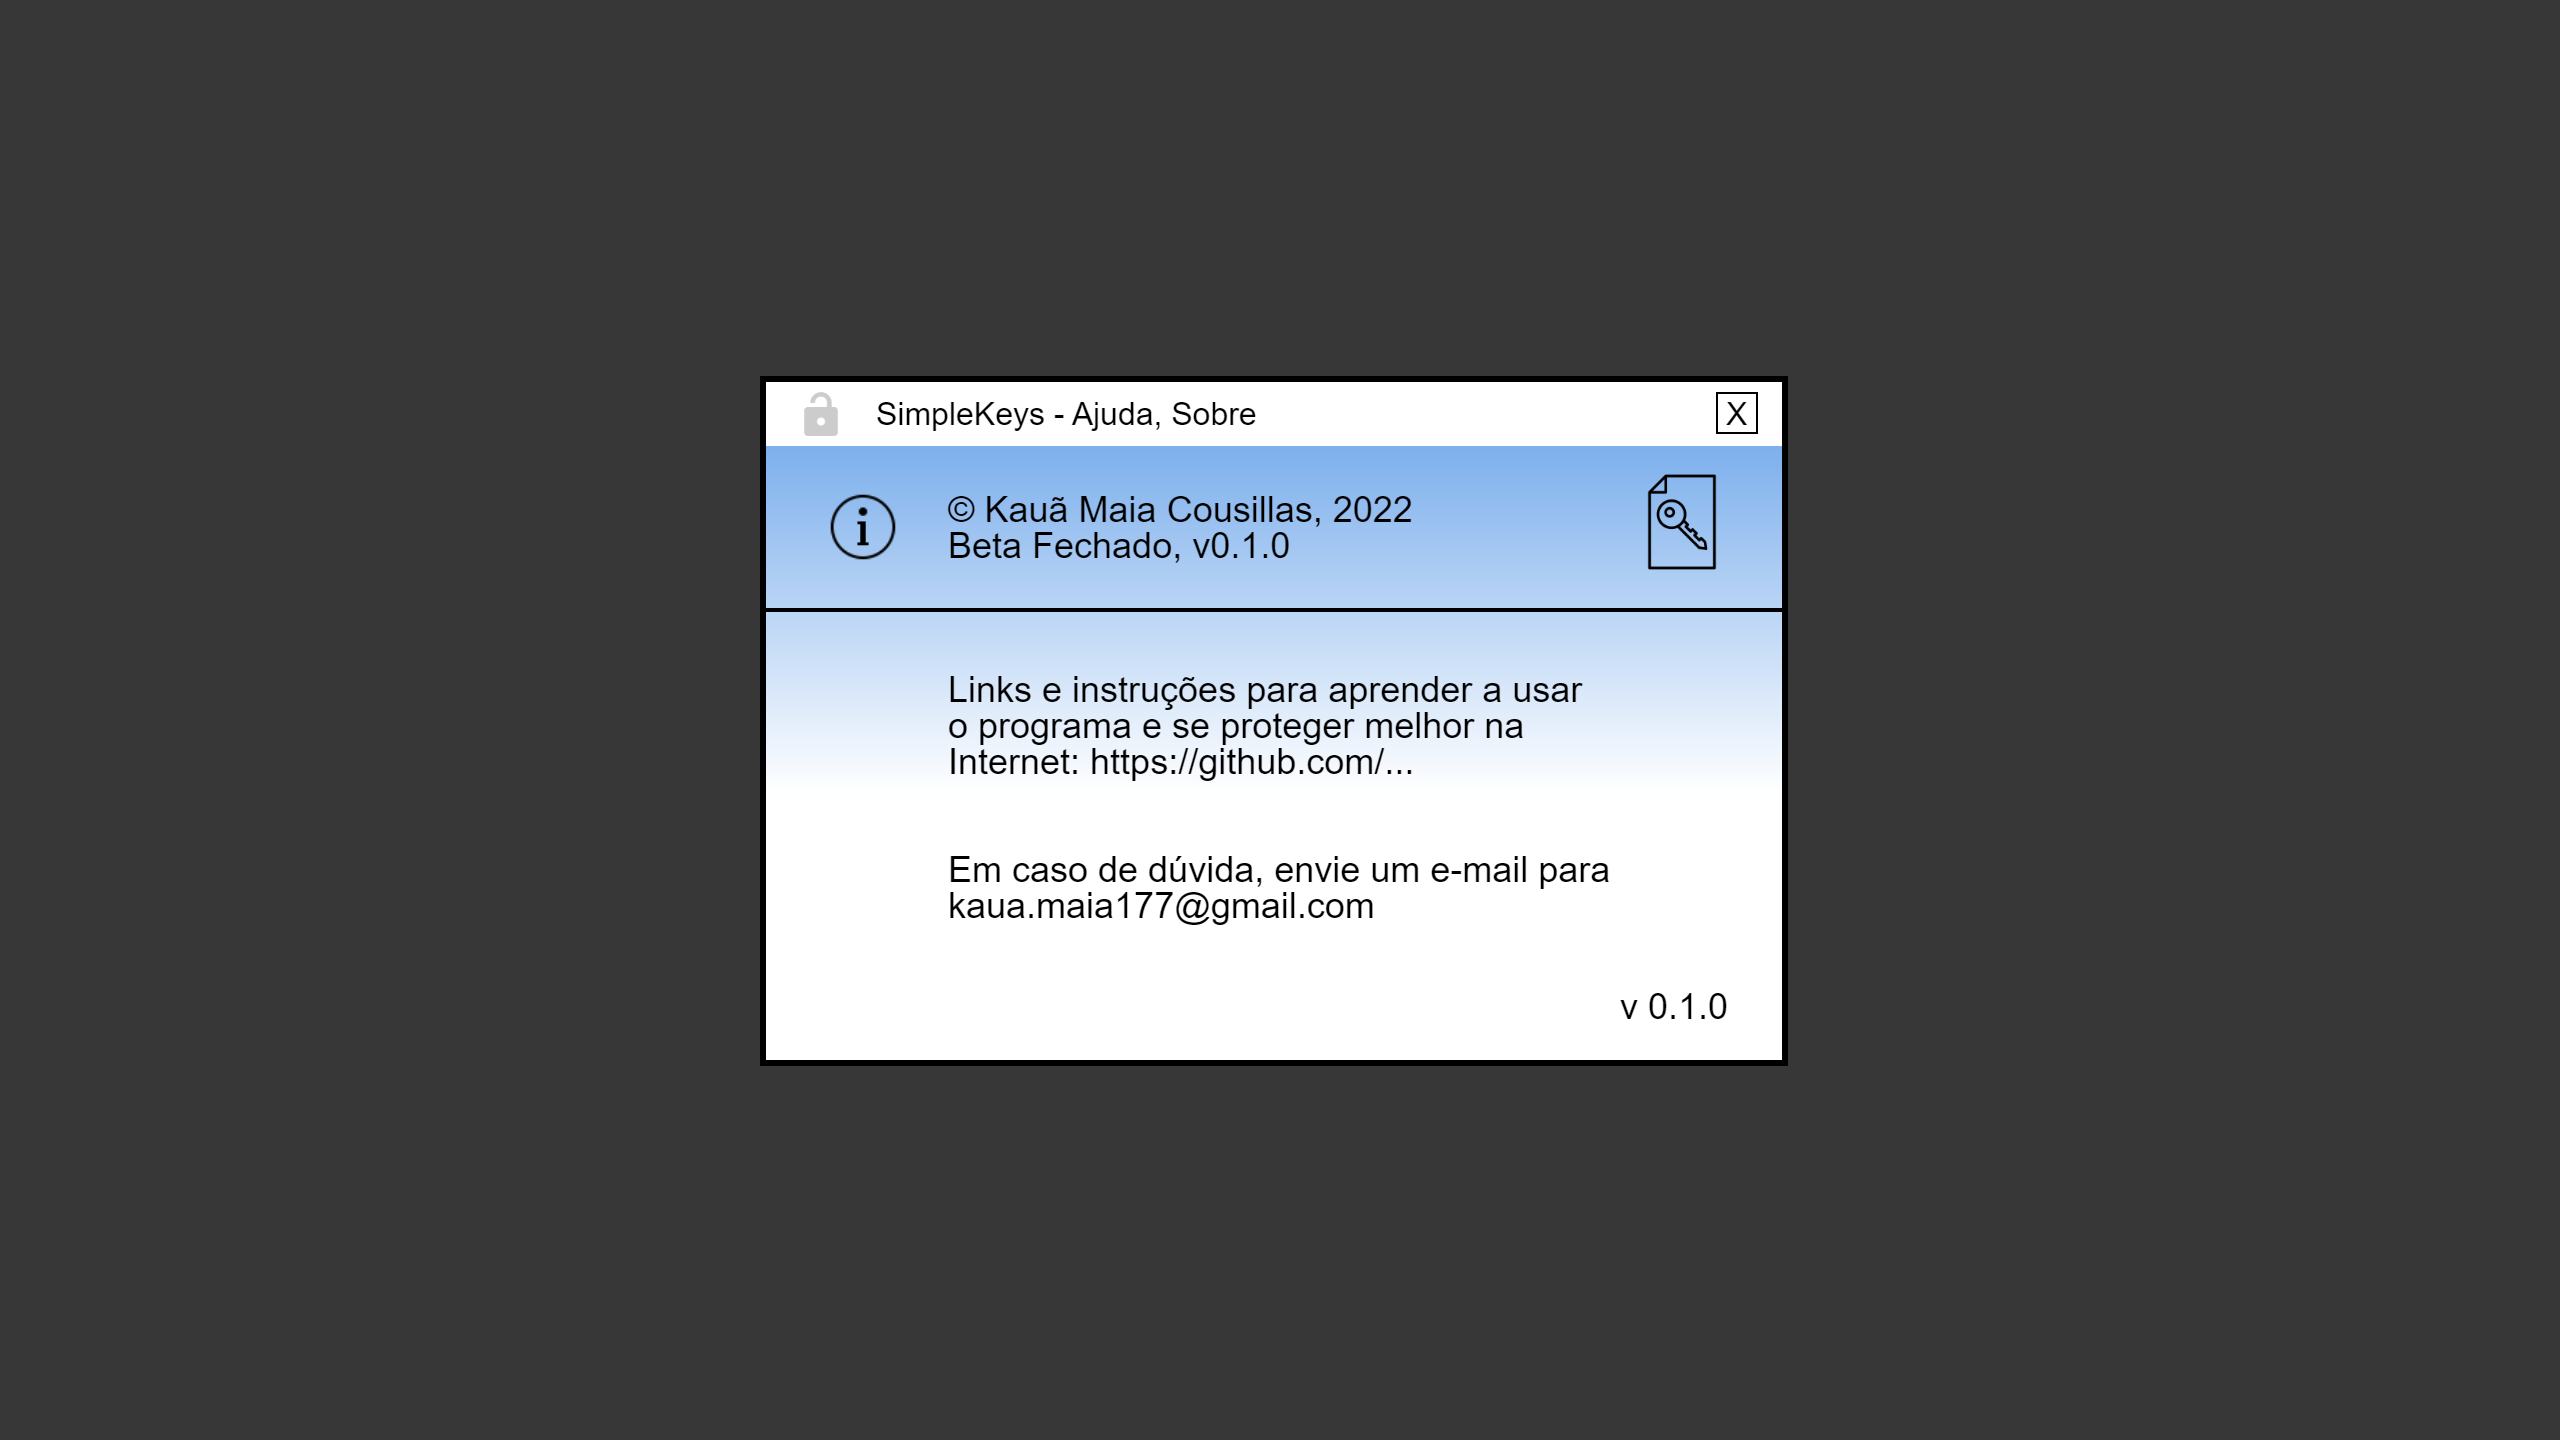 SimpleKeys - Ajuda, Sobre
X
© Kauã Maia Cousillas, 2022
Beta Fechado, v0.1.0
Links e instruções para aprender a usar
o programa e se proteger melhor na
Internet: https://github.com/...
Em caso de dúvida, envie um e-mail para
kaua.maia177@gmail.com
v 0.1.0